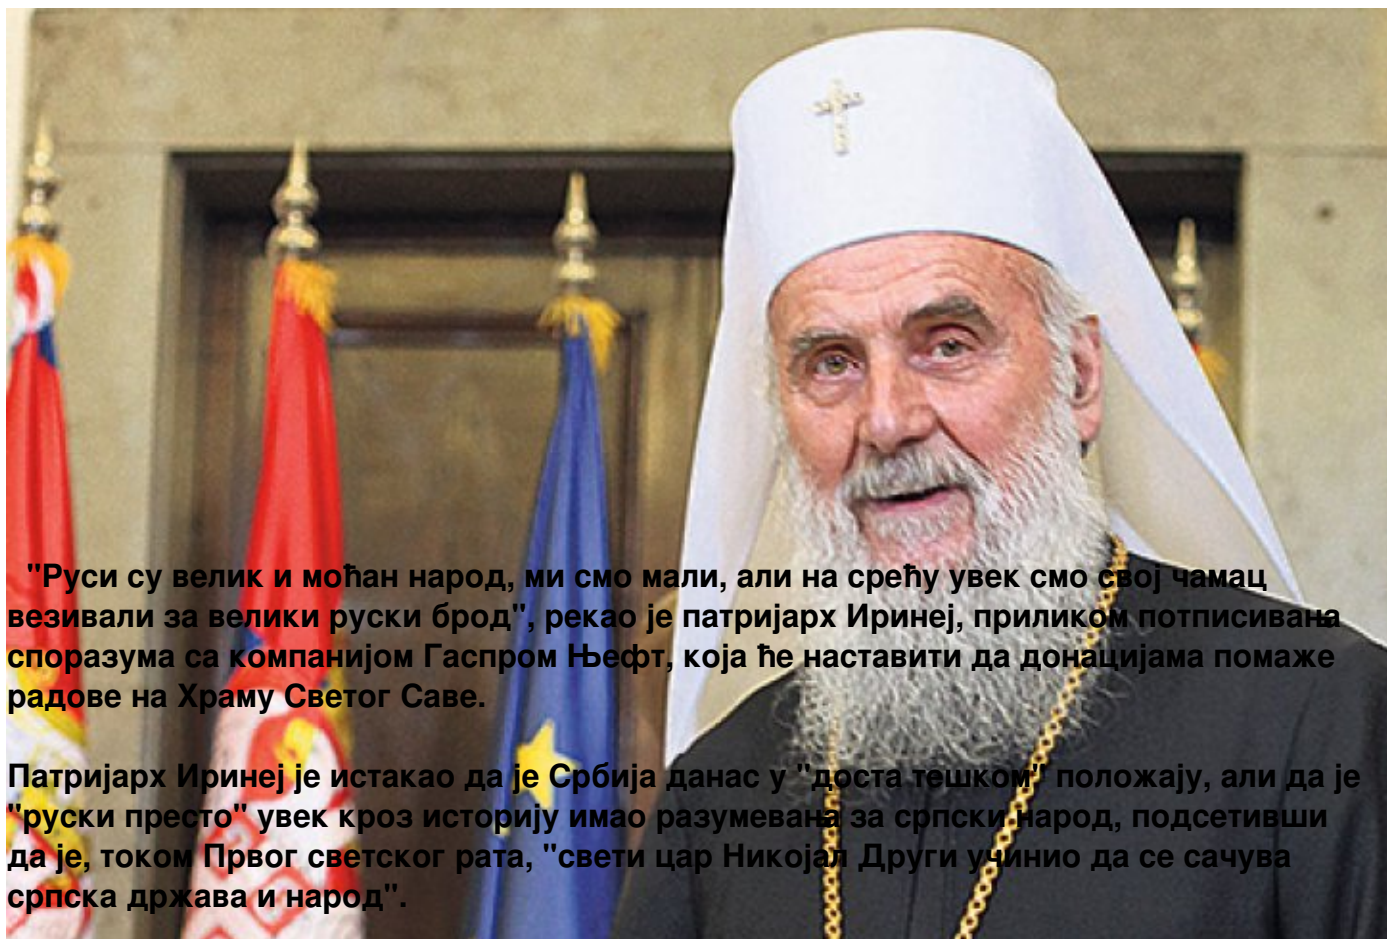 "Руси су велик и моћан народ, ми смо мали, али на срећу увек смо свој чамац
везивали за велики руски брод", рекао је патријарх Иринеј, приликом потписивања
споразума са компанијом Гаспром Њефт, која ће наставити да донацијама помаже
радове на Храму Светог Саве.
Патријарх Иринеј је истакао да је Србија данас у "доста тешком" положају, али да је
"руски престо" увек кроз историју имао разумевања за српски народ, подсетивши
да је, током Првог светског рата, "свети цар Никојал Други учинио да се сачува
српска држава и народ".